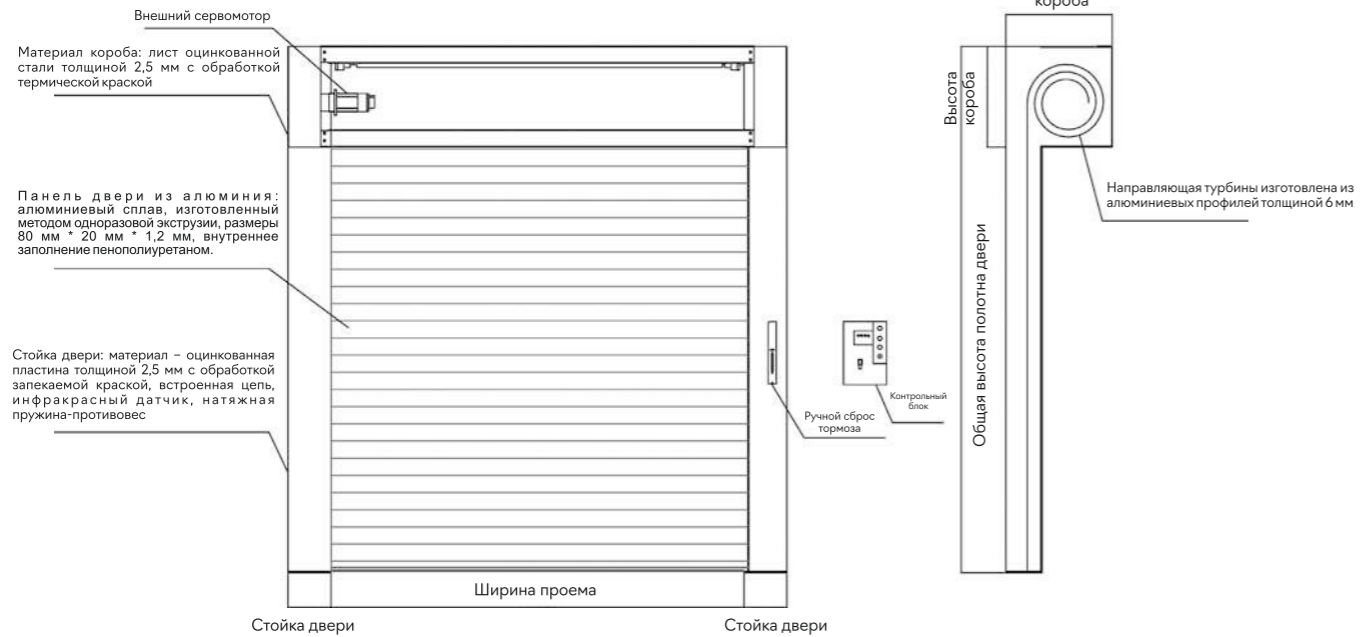 короба
Внешний сервомотор
Материал короба: лист оцинкованной
стали толщиной 2,5 мм с обработкой
термической краской
Высота
короба
Панель двери из алюминия:
алюминиевый сплав, изготовленный
методом одноразовой экструзии, размеры
80 мм * 20 мм * 1,2 мм, внутреннее
заполнение пенополиуретаном.
Направляющая турбины изготовлена из
алюминиевых профилей толщиной 6 мм
Общая высота полотна двери
Стойка двери: материал – оцинкованная
пластина толщиной 2,5 мм с обработкой
запекаемой краской, встроенная цепь,
инфракрасный датчик, натяжная
пружина-противовес
Контрольный
блок
Ручной сброс
тормоза
Ширина проема
Стойка двери
Стойка двери